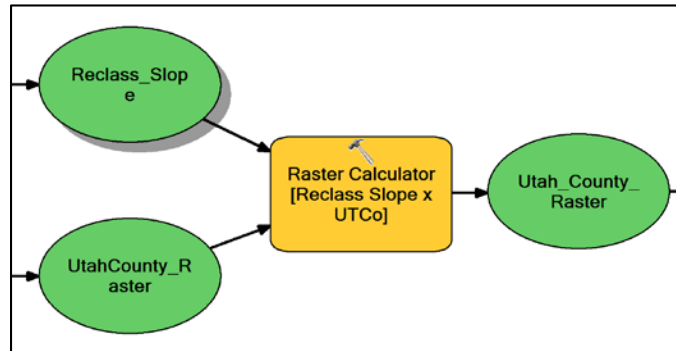 Reclass_Slop
e
Raster Calculator
[Reclass Slope x
UTCo]
Utah_County_
Raster
UtahCounty_R
aster